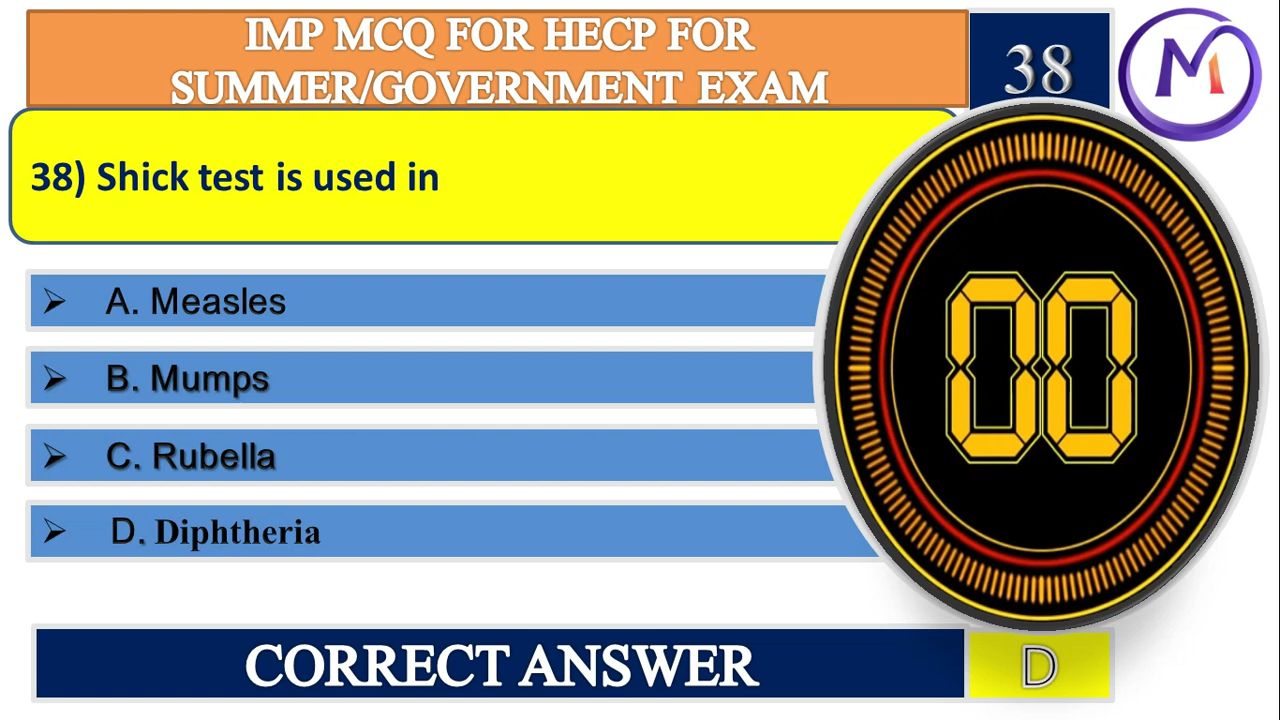 IMP MCQ FOR HECP FOR
SUMMER/GOVERNMENT EXAM
38
M
38) Shick test is used in
A. Measles
B. Mumps
C. Rubella
D. Diphtheria
00
CORRECT ANSWER
D